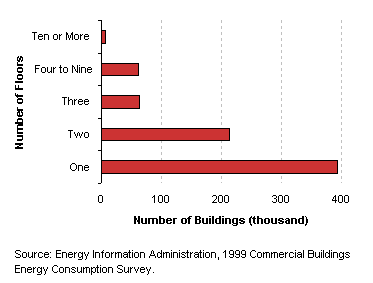 Number of Floors
Ten or More
Four to Nine
Three
Two
One
0 100 200 300 400
Number of Buildings (thousand)
Source: Energy Information Administration, 1999 Commercial Buildings
Energy Consumption Survey.